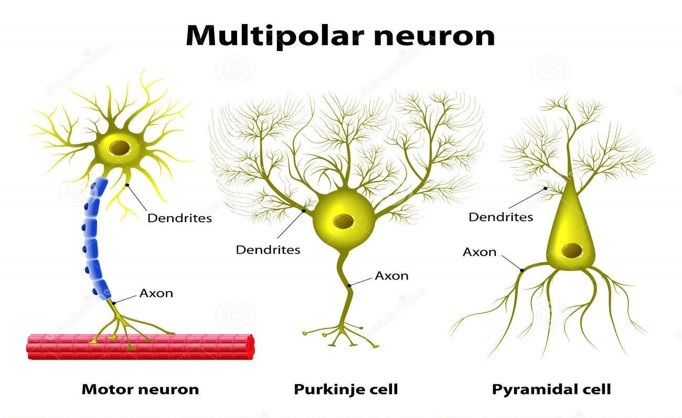 Multipolar neuron
Dendrites
Axon
Motor neuron
Dendrites
Axon
Purkinje cell
Dendrites
Axon
Pyramidal cell